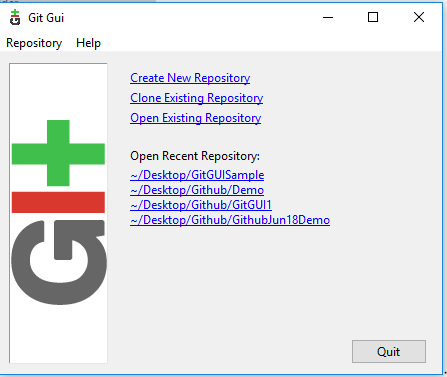 Git Gui
Repository Help
Create New Repository
Clone Existing Repository
Open Existing Repository
Open Recent Repository:
~/Desktop/GitGUISample
~/Desktop/Github/Demo
~/Desktop/Github/GitGUI1
~/Desktop/Github/GithubJun18Demo
GIt
Quit